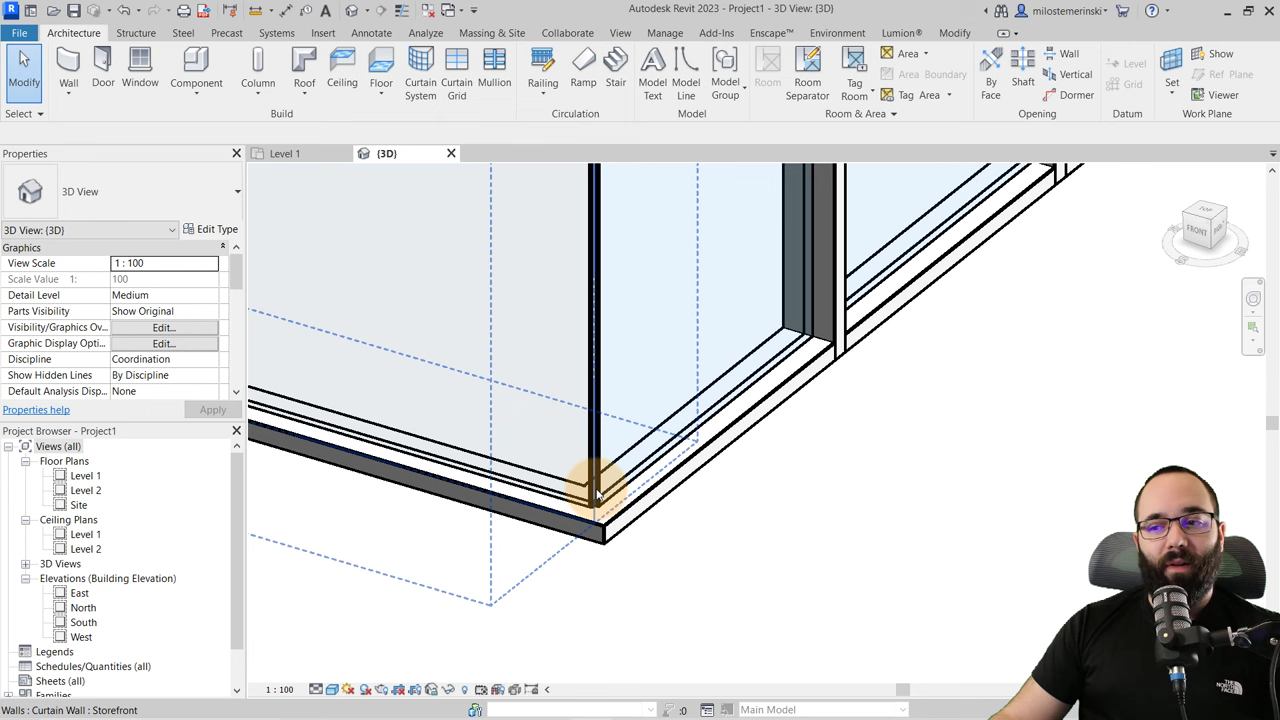 Autodesk Revit 2023 - Project1 - 3D View: {3D}
milostemerinski
File
Architecture
Structure
Steel
Precast
Systems
Insert
Annotate
Analyze
Massing & Site
Collaborate
View
Manage
Add-Ins
Enscape™
Environment
Lumion®
Modify
Modify
Wall
Door
Window
Component
Column
Roof
Ceiling
Floor
Curtain System
Curtain Grid
Mullion
Railing
Ramp
Stair
Model Text
Model Line
Model Group
Room
Room Separator
Tag Room
Area
Area Boundary
Tag Area
By Face
Shaft
Wall
Vertical
Dormer
Level
Grid
Set
Show
Ref Plane
Viewer
Select
Build
Circulation
Model
Room & Area
Opening
Datum
Work Plane
Properties
Level 1
{3D}
3D View
3D View: {3D}
Edit Type
Graphics
View Scale
1 : 100
Scale Value 1:
100
Detail Level
Medium
Parts Visibility
Show Original
Visibility/Graphics Ov...
Edit...
Graphic Display Opti...
Edit...
Discipline
Coordination
Show Hidden Lines
By Discipline
Default Analysis Disp...
None
Properties help
Apply
Project Browser - Project1
Views (all)
Floor Plans
Level 1
Level 2
Site
Ceiling Plans
Level 1
Level 2
3D Views
Elevations (Building Elevation)
East
North
South
West
Legends
Schedules/Quantities (all)
Sheets (all)
Families
TOP
FRONT
THE NORTH FACE
1 : 100
Walls : Curtain Wall : Storefront
:0
Main Model